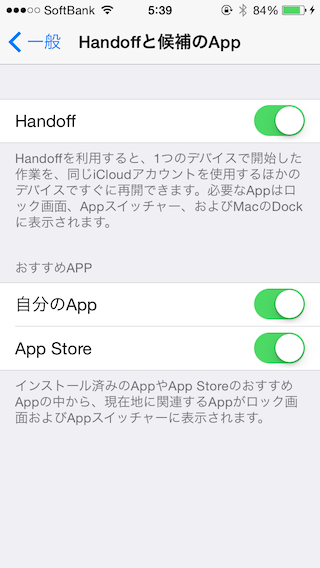 SoftBank 5:39 84%
一般 Handoffと候補のApp
Handoff
Handoffを利用すると、1つのデバイスで開始した
作業を、同じiCloudアカウントを使用するほかの
デバイスですぐに再開できます。必要なAppはロ
ック画面、Appスイッチャー、およびMacのDock
に表示されます。
おすすめAPP
自分のApp
App Store
インストール済みのAppやApp Storeのおすすめ
Appの中から、現在地に関連するAppがロック画
面およびAppスイッチャーに表示されます。